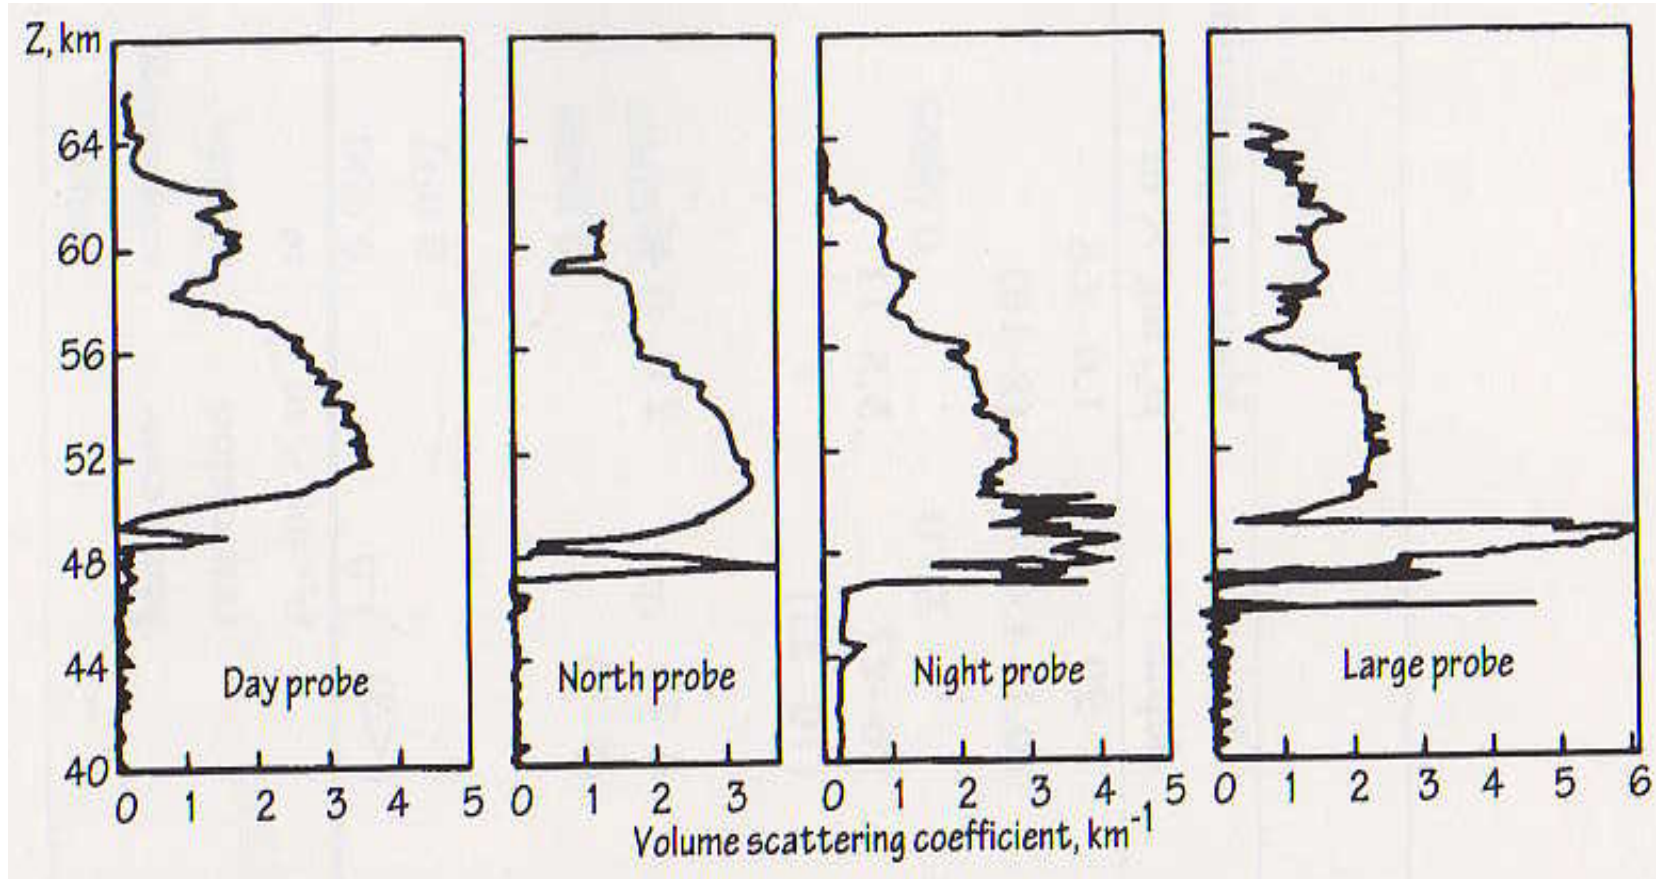 Z, km
64
60
56
52
48
44
40
Day probe
North probe
Night probe
Large probe
0 1 2 3 4 5
0 1 2 3
0 1 2 3 4 5
0 1 2 3 4 5 6
Volume scattering coefficient, km⁻¹